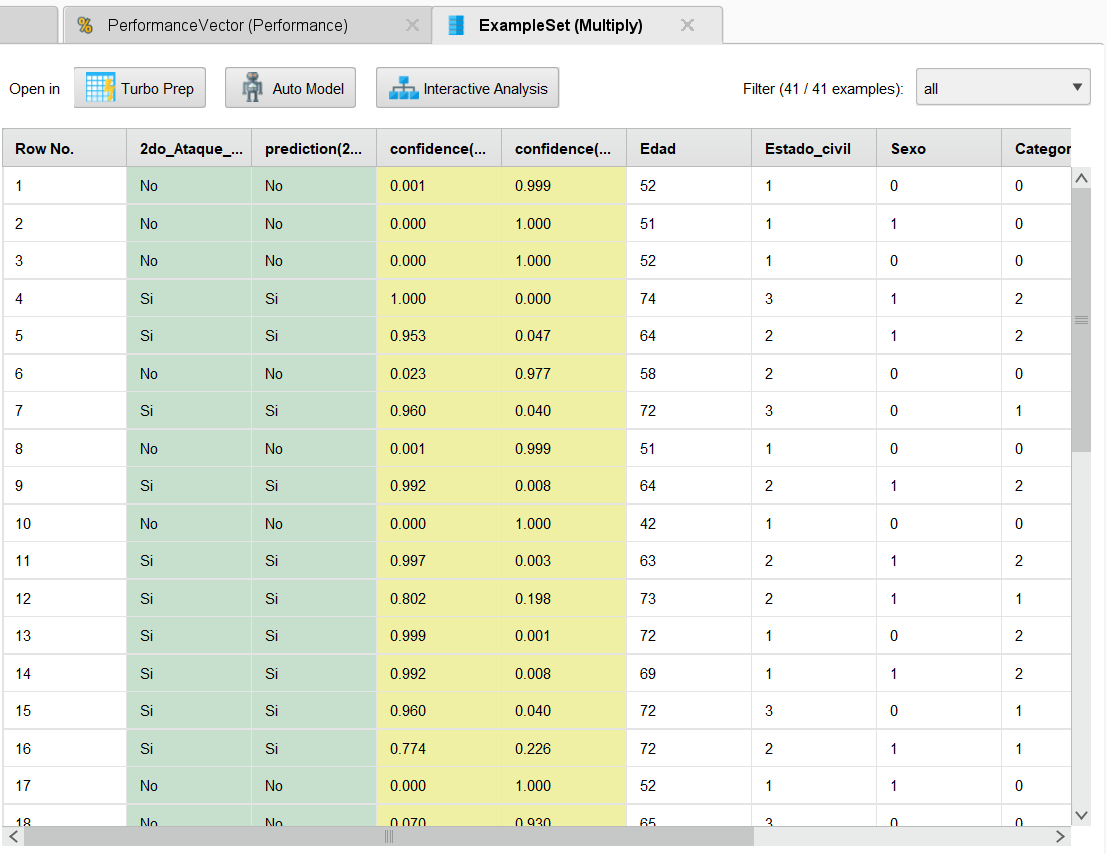 PerformanceVector (Performance) ExampleSet (Multiply)
Open in Turbo Prep Auto Model Interactive Analysis Filter (41 / 41 examples): all
Row No. 2do_Ataque_... prediction(2... confidence(... confidence(... Edad Estado_civil Sexo Categor
1 No No 0.001 0.999 52 1 0 0
2 No No 0.000 1.000 51 1 1 0
3 No No 0.000 1.000 52 1 0 0
4 Si Si 1.000 0.000 74 3 1 2
5 Si Si 0.953 0.047 64 2 1 2
6 No No 0.023 0.977 58 2 0 0
7 Si Si 0.960 0.040 72 3 0 1
8 No No 0.001 0.999 51 1 0 0
9 Si Si 0.992 0.008 64 2 1 2
10 No No 0.000 1.000 42 1 0 0
11 Si Si 0.997 0.003 63 2 1 2
12 Si Si 0.802 0.198 73 2 1 1
13 Si Si 0.999 0.001 72 1 0 2
14 Si Si 0.992 0.008 69 1 1 2
15 Si Si 0.960 0.040 72 3 0 1
16 Si Si 0.774 0.226 72 2 1 1
17 No No 0.000 1.000 52 1 1 0
18 No No 0.070 0.930 65 3 0 0